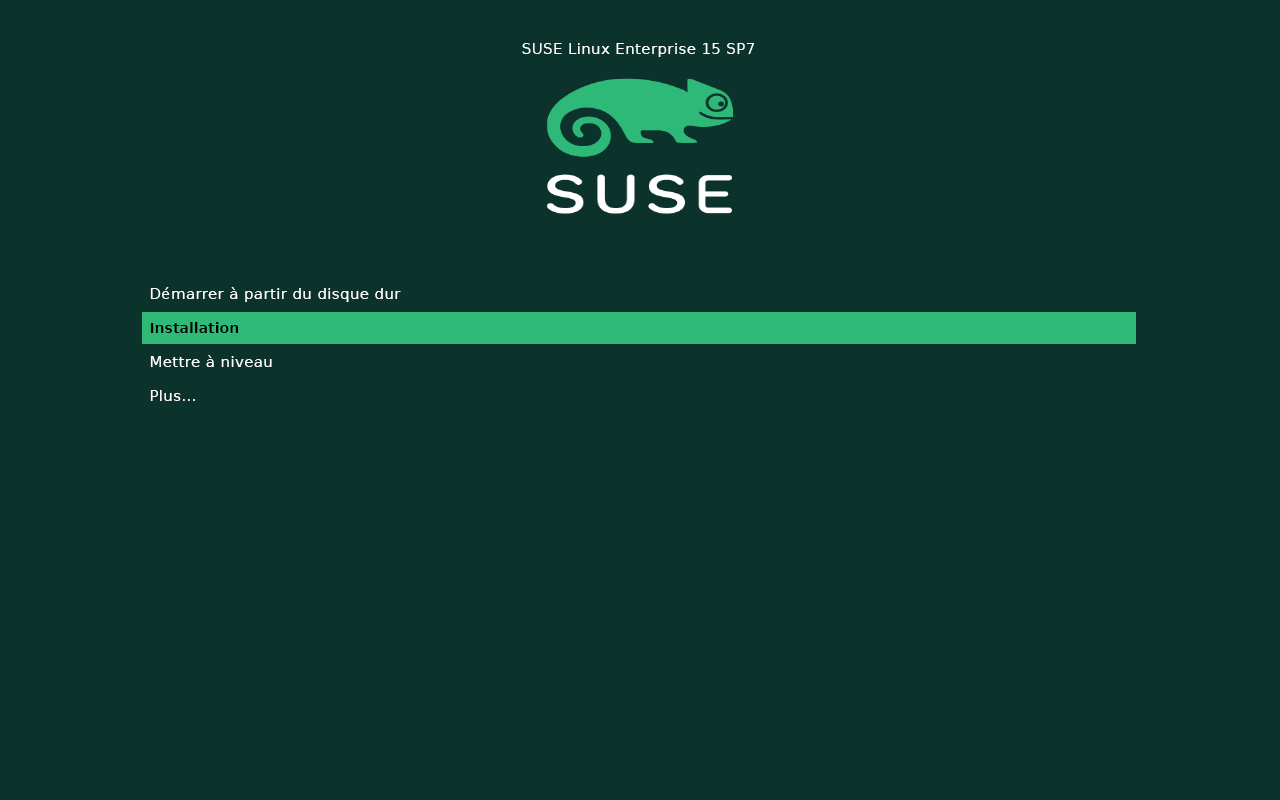 SUSE Linux Enterprise 15 SP7
SUSE
Démarrer à partir du disque dur
Installation
Mettre à niveau
Plus...